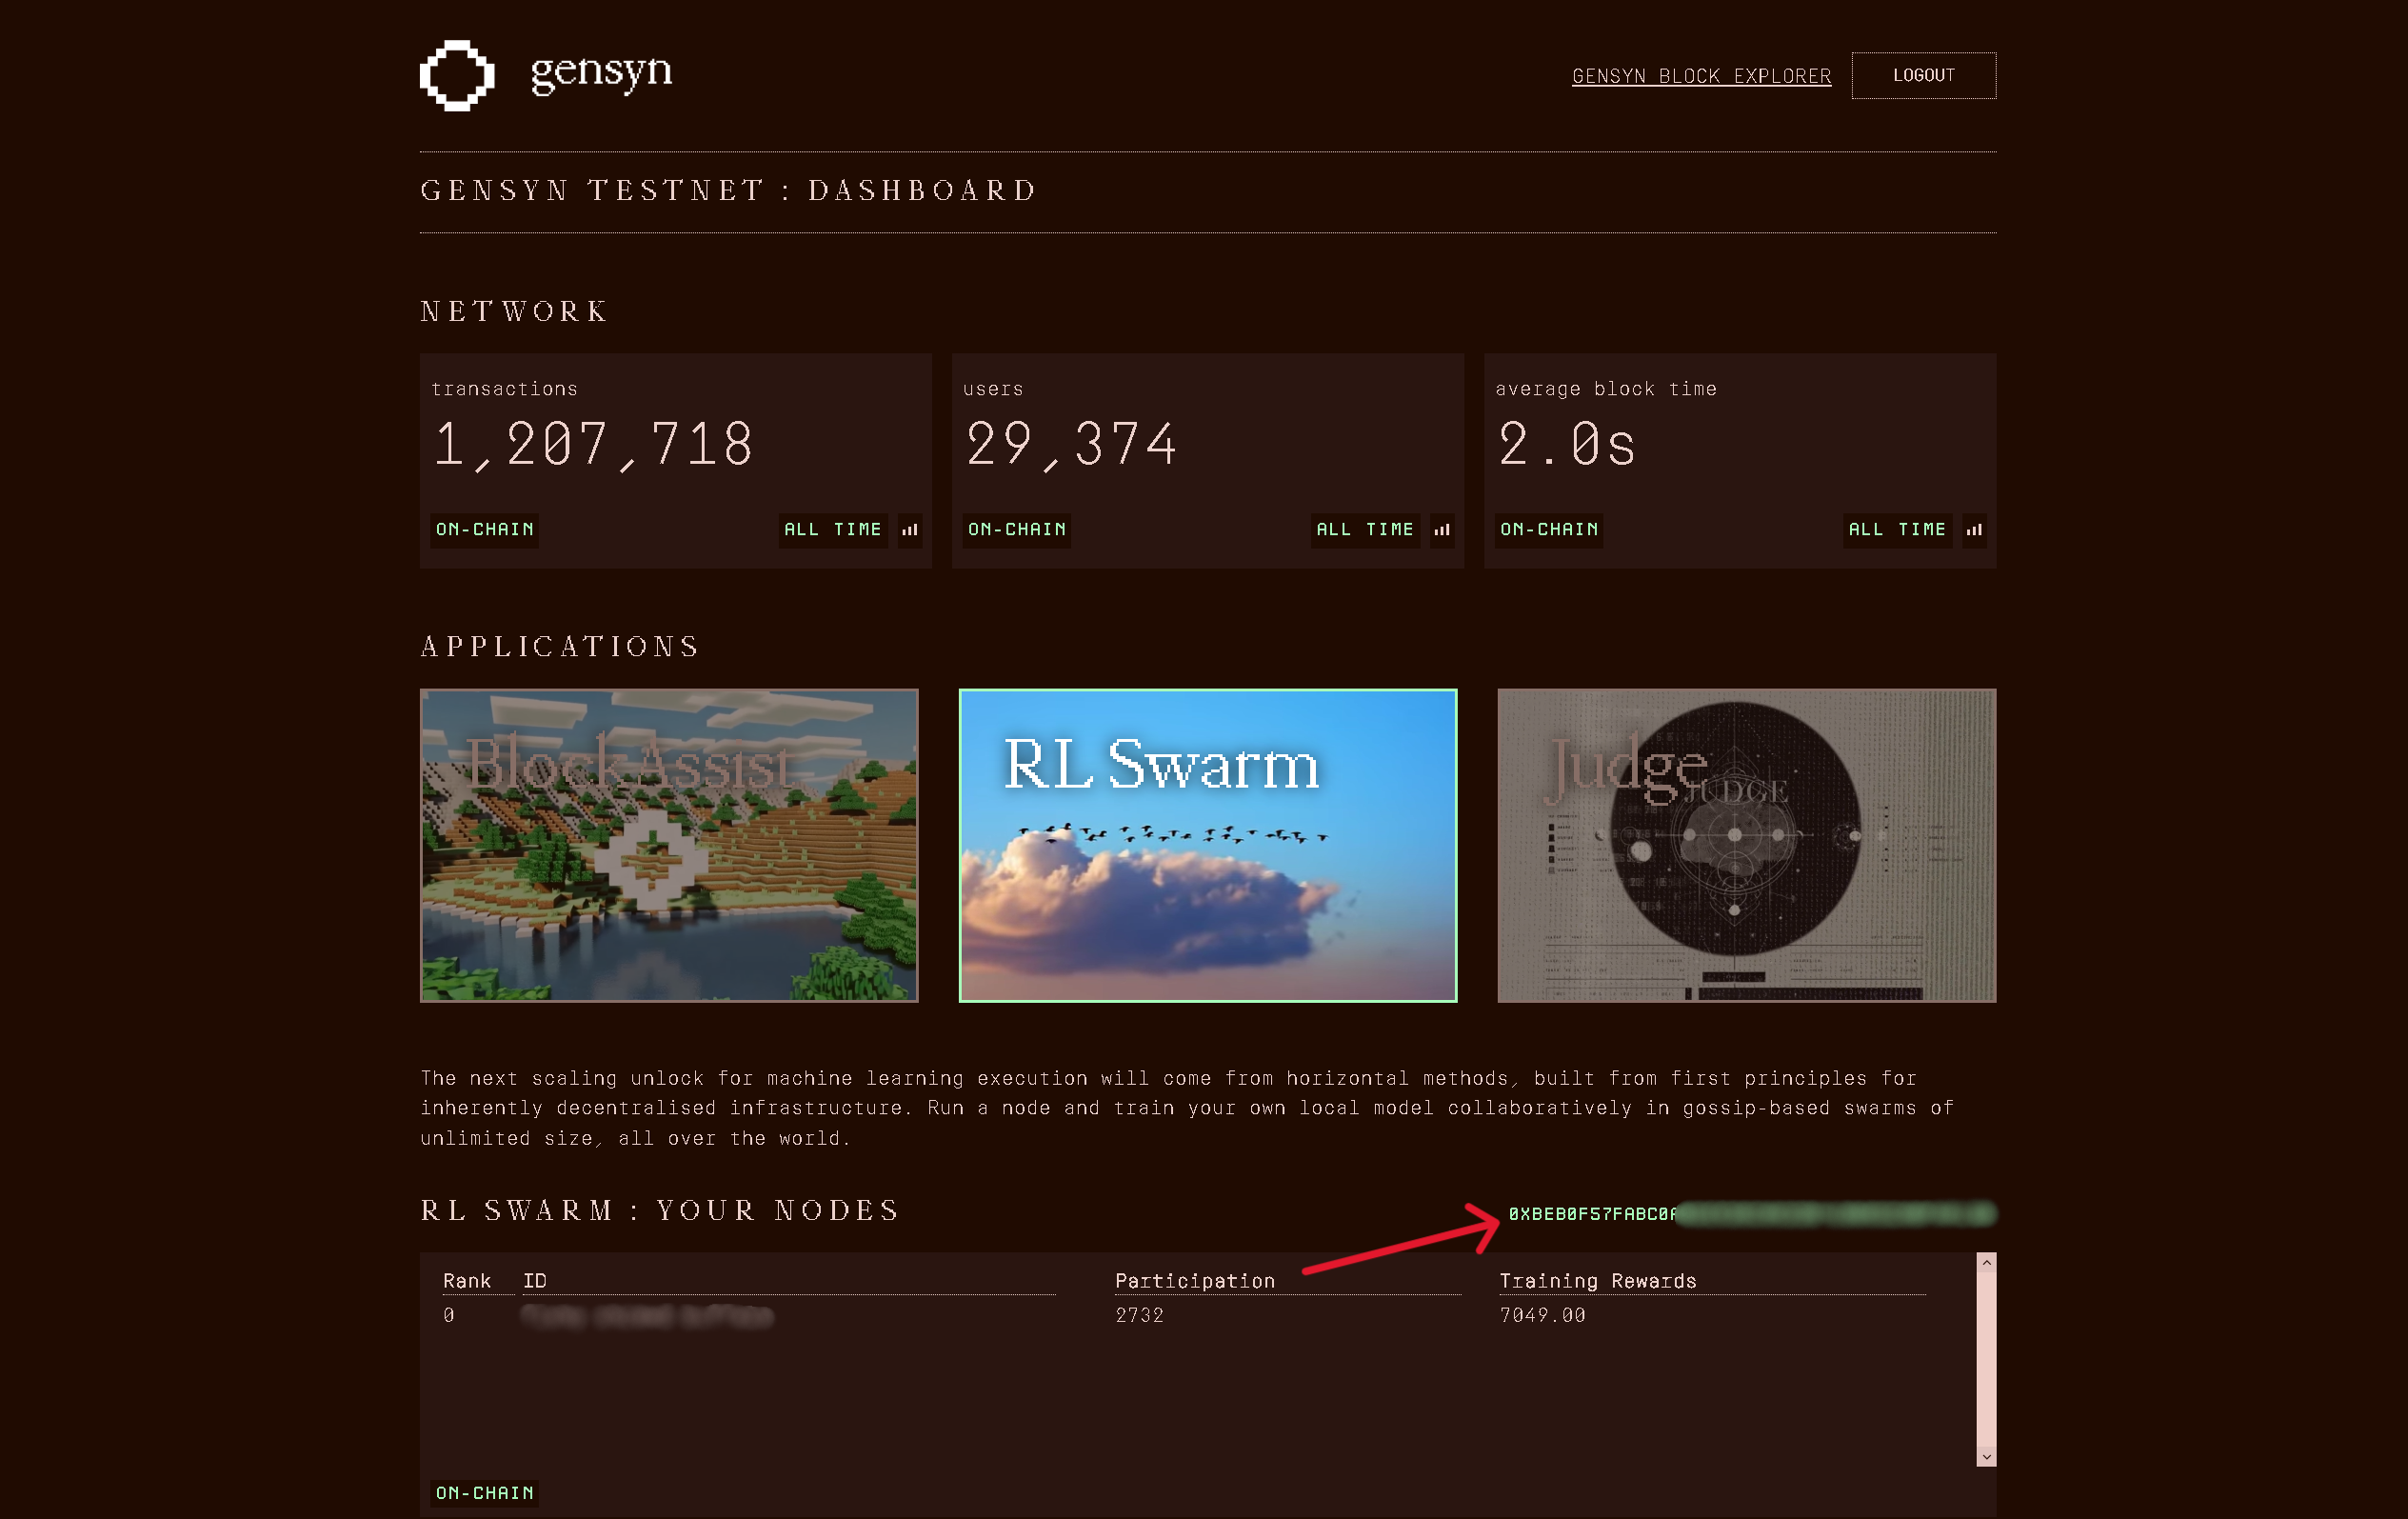 gensyn
GENSYN BLOCK EXPLORER
LOGOUT
GENSYN TESTNET : DASHBOARD
NETWORK
transactions
1,207,718
ON-CHAIN
ALL TIME
users
29,374
ON-CHAIN
ALL TIME
average block time
2.0s
ON-CHAIN
ALL TIME
APPLICATIONS
BlockAssist
RL Swarm
Judge
JUDGE
The next scaling unlock for machine learning execution will come from horizontal methods, built from first principles for
inherently decentralised infrastructure. Run a node and train your own local model collaboratively in gossip-based swarms of
unlimited size, all over the world.
RL SWARM : YOUR NODES
Rank ID Participation Training Rewards
0 2732 7049.00
ON-CHAIN